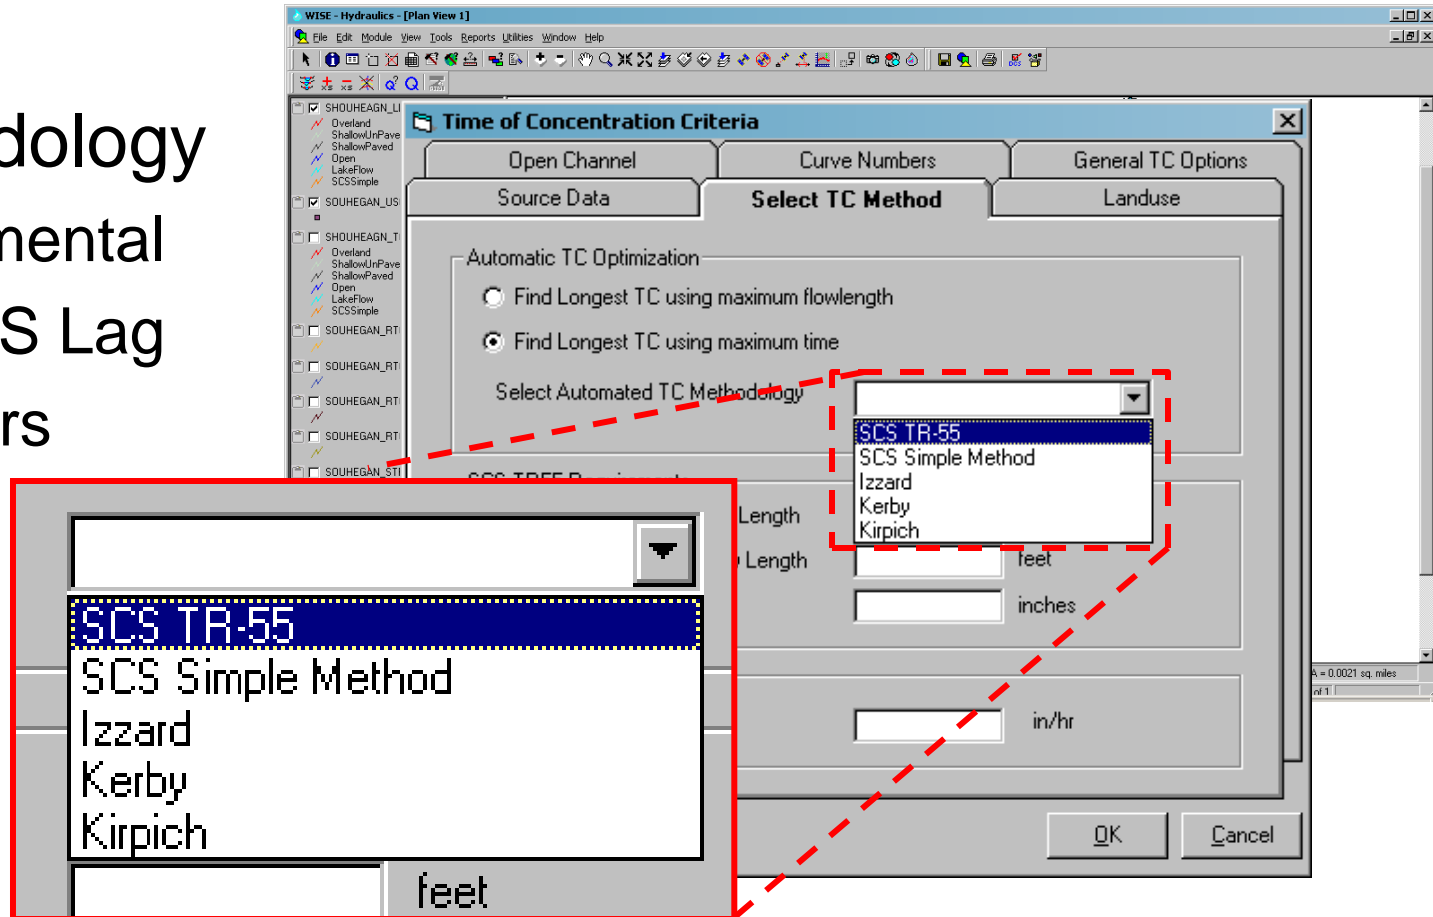 dology
mental
S Lag
rs
WISE - Hydraulics - [Plan View 1]
File Edit Module View Tools Reports Utilities Window Help
SHOUHEAGN_LI
Overland
ShallowUnPave
ShallowPaved
Open
LakeFlow
SCSSimple
SOUHEGAN_US
SHOUHEAGN_T
Overland
ShallowUnPave
ShallowPaved
Open
LakeFlow
SCSSimple
SOUHEGAN_RT
SOUHEGAN_RT
SOUHEGAN_RT
SOUHEGAN_RT
SOUHEGAN_STI
Time of Concentration Criteria
Open Channel Curve Numbers General TC Options
Source Data Select TC Method Landuse
Automatic TC Optimization
Find Longest TC using maximum flowlength
Find Longest TC using maximum time
Select Automated TC Methodology
SCS TR-55
SCS Simple Method
Izzard
Kerby
Kirpich
Length
Length
feet
inches
in/hr
OK Cancel
A = 0.0021 sq. miles
of 1
SCS TR-55
SCS Simple Method
Izzard
Kerby
Kirpich
feet